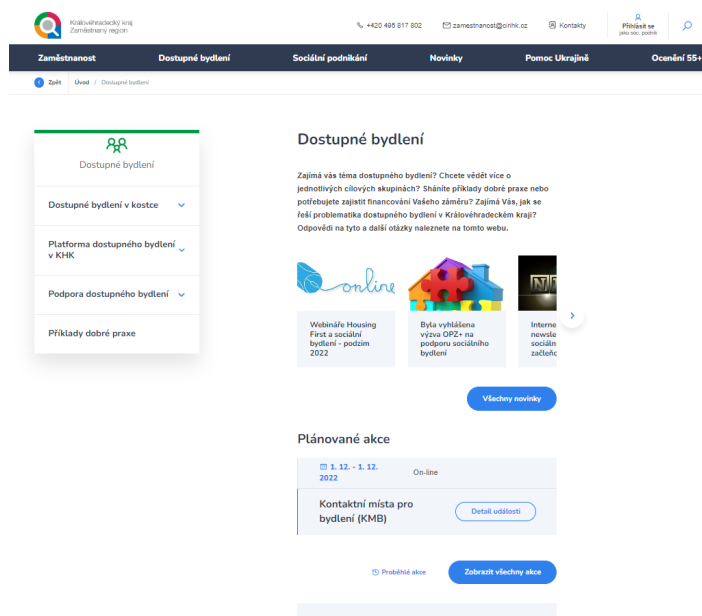 Královéhradecký kraj
Zaměstnaný region
+420 495 817 802
zamestnanost@cirihk.cz
Kontakty
Přihlásit se
jako soc. podnik
Zaměstnanost
Dostupné bydlení
Sociální podnikání
Novinky
Pomoc Ukrajině
Ocenění 55+
Zpět
Úvod / Dostupné bydlení
Dostupné bydlení
Dostupné bydlení v kostce
Platforma dostupného bydlení
v KHK
Podpora dostupného bydlení
Příklady dobré praxe
Dostupné bydlení
Zajímá vás téma dostupného bydlení? Chcete vědět více o
jednotlivých cílových skupinách? Sháníte příklady dobré praxe nebo
potřebujete zajistit financování Vašeho záměru? Zajímá Vás, jak se
řeší problematika dostupného bydlení v Královéhradeckém kraji?
Odpovědi na tyto a další otázky naleznete na tomto webu.
online
Webináře Housing
First a sociální
bydlení - podzim
2022
Byla vyhlášena
výzva OPZ+ na
podporu sociálního
bydlení
Interne
newsle
sociáln
začleňo
Všechny novinky
Plánované akce
1. 12. - 1. 12.
2022
On-line
Kontaktní místa pro
bydlení (KMB)
Detail události
Proběhlé akce
Zobrazit všechny akce